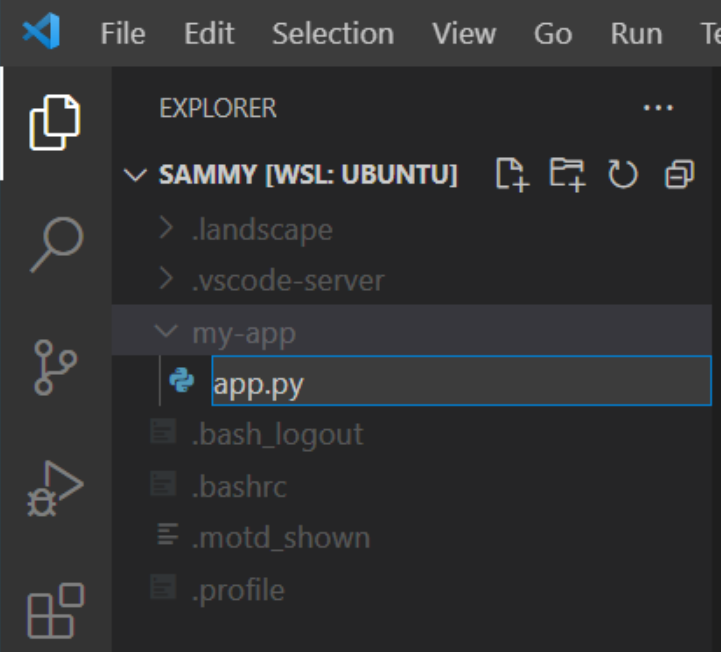 File Edit Selection View Go Run
EXPLORER
SAMMY [WSL: UBUNTU]
.landscape
.vscode-server
my-app
app.py
.bash_logout
.bashrc
.motd_shown
.profile